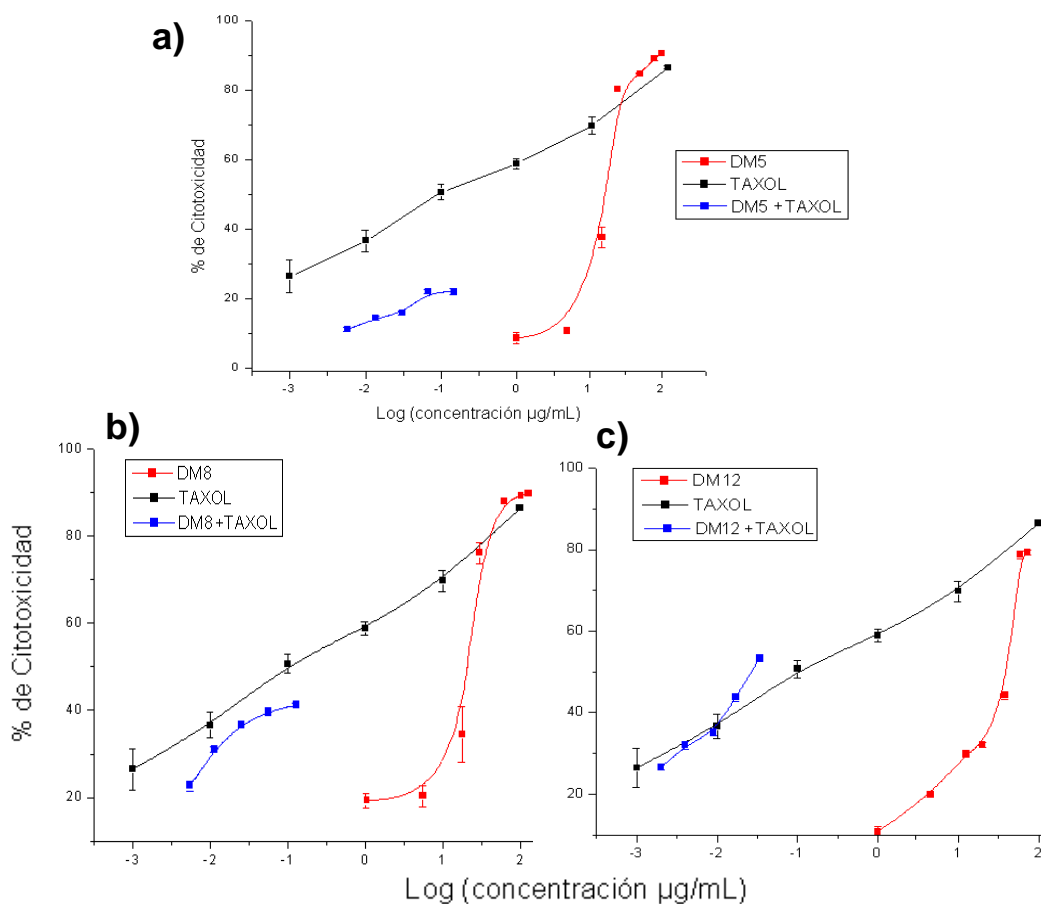 a)
100
80
60
40
20
0
% de Citotoxicidad
-3 -2 -1 0 1 2
Log (concentración µg/mL)
DM5
TAXOL
DM5 +TAXOL
b)
100
80
60
40
20
% de Citotoxicidad
DM8
TAXOL
DM8+TAXOL
-3 -2 -1 0 1 2
c)
100
80
60
40
20
DM12
TAXOL
DM12 +TAXOL
-3 -2 -1 0 1 2
Log (concentración µg/mL)